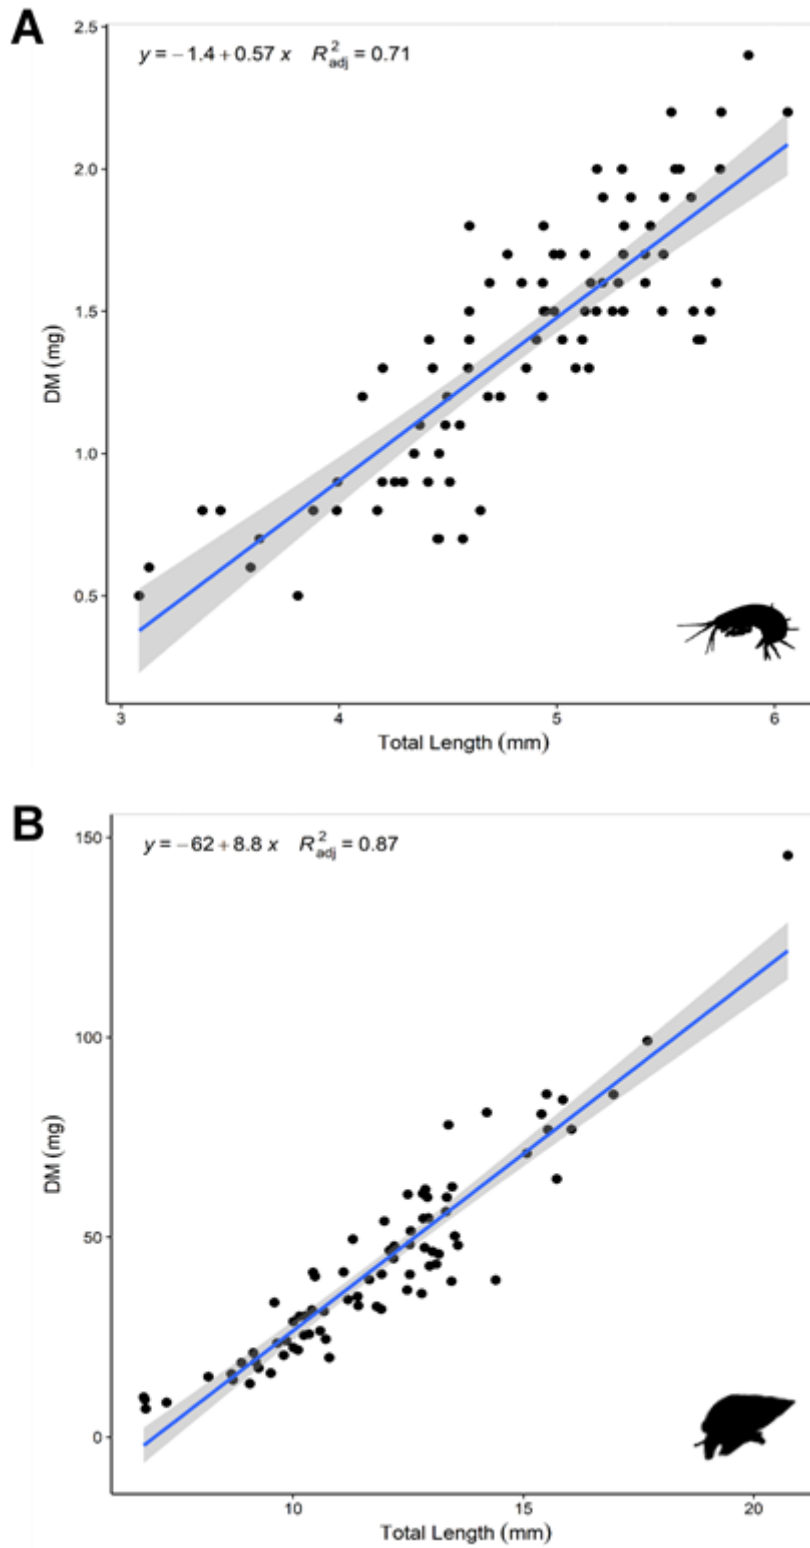 A
y = −1.4 + 0.57 x R²adj = 0.71
2.5
2.0
1.5
1.0
0.5
DM (mg)
3 4 5 6
Total Length (mm)
B
y = −62 + 8.8 x R²adj = 0.87
150
100
50
0
DM (mg)
10 15 20
Total Length (mm)